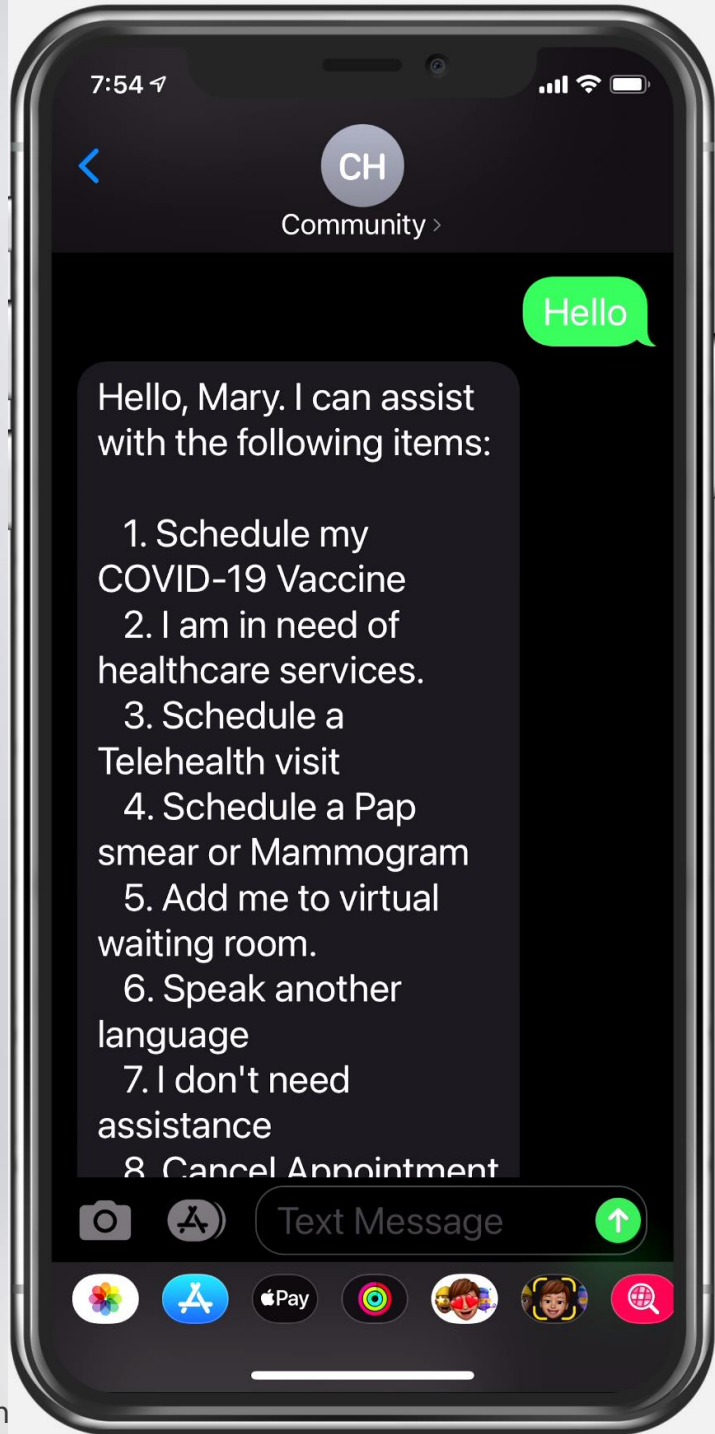 7:54
CH
Community
Hello
Hello, Mary. I can assist
with the following items:
1. Schedule my
COVID-19 Vaccine
2. I am in need of
healthcare services.
3. Schedule a
Telehealth visit
4. Schedule a Pap
smear or Mammogram
5. Add me to virtual
waiting room.
6. Speak another
language
7. I don't need
assistance
8. Cancel Appointment
Text Message
Pay
n